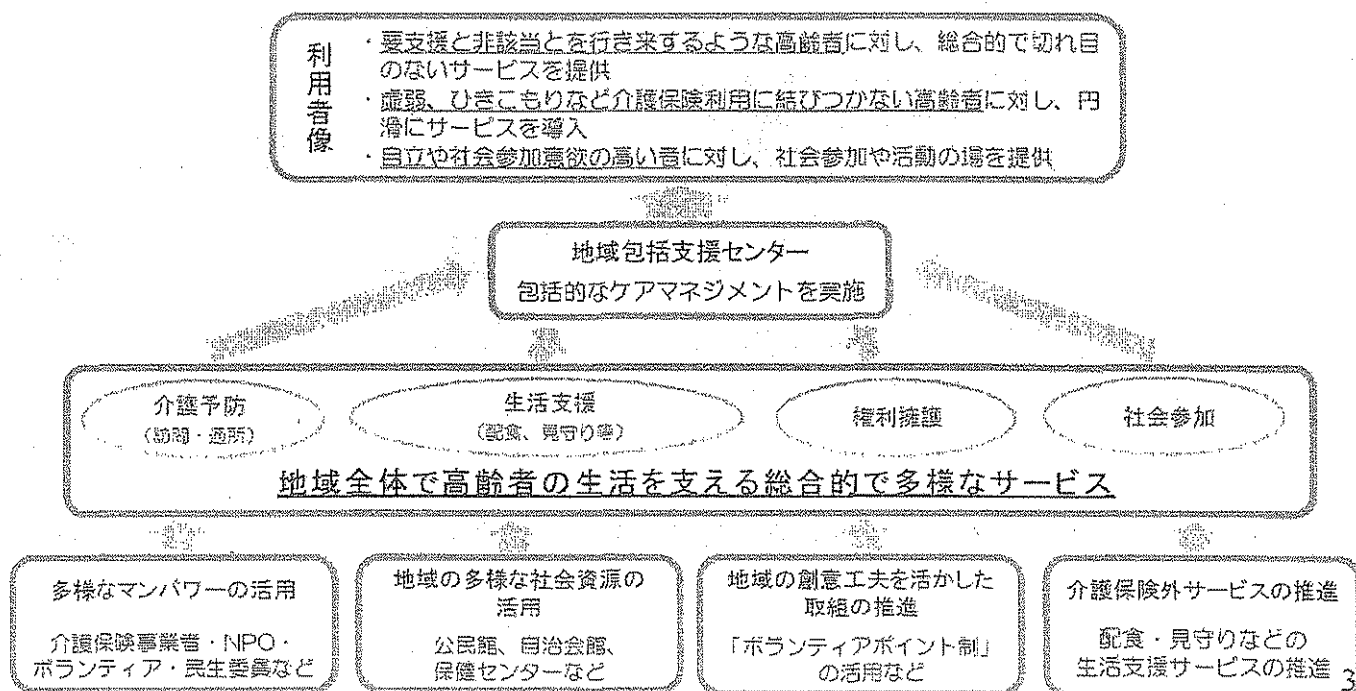 利用者像
・要支援と非該当とを行き来するような高齢者に対し、総合的で切れ目
のないサービスを提供
・虚弱、ひきこもりなど介護保険利用に結びつかない高齢者に対し、円
滑にサービスを導入
・自立や社会参加意欲の高い者に対し、社会参加や活動の場を提供
地域包括支援センター
包括的なケアマネジメントを実施
介護予防
(訪問・通所)
生活支援
(配食、見守り等)
権利擁護
社会参加
地域全体で高齢者の生活を支える総合的で多様なサービス
多様なマンパワーの活用
介護保険事業者・NPO・
ボランティア・民生委員など
地域の多様な社会資源の
活用
公民館、自治会館、
保健センターなど
地域の創意工夫を活かした
取組の推進
「ボランティアポイント制」
の活用など
介護保険外サービスの推進
配食・見守りなどの
生活支援サービスの推進
3